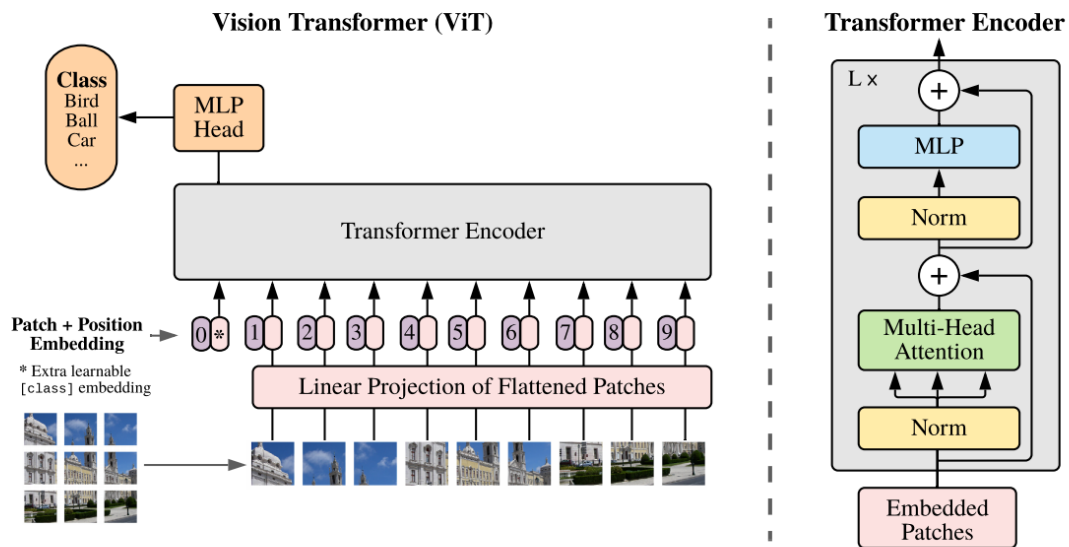 Vision Transformer (ViT)
Class
Bird
Ball
Car
...
MLP
Head
Transformer Encoder
0 * 1 2 3 4 5 6 7 8 9
Patch + Position
Embedding
* Extra learnable
[class] embedding
Linear Projection of Flattened Patches
Transformer Encoder
L ×
+
MLP
Norm
+
Multi-Head
Attention
Norm
Embedded
Patches